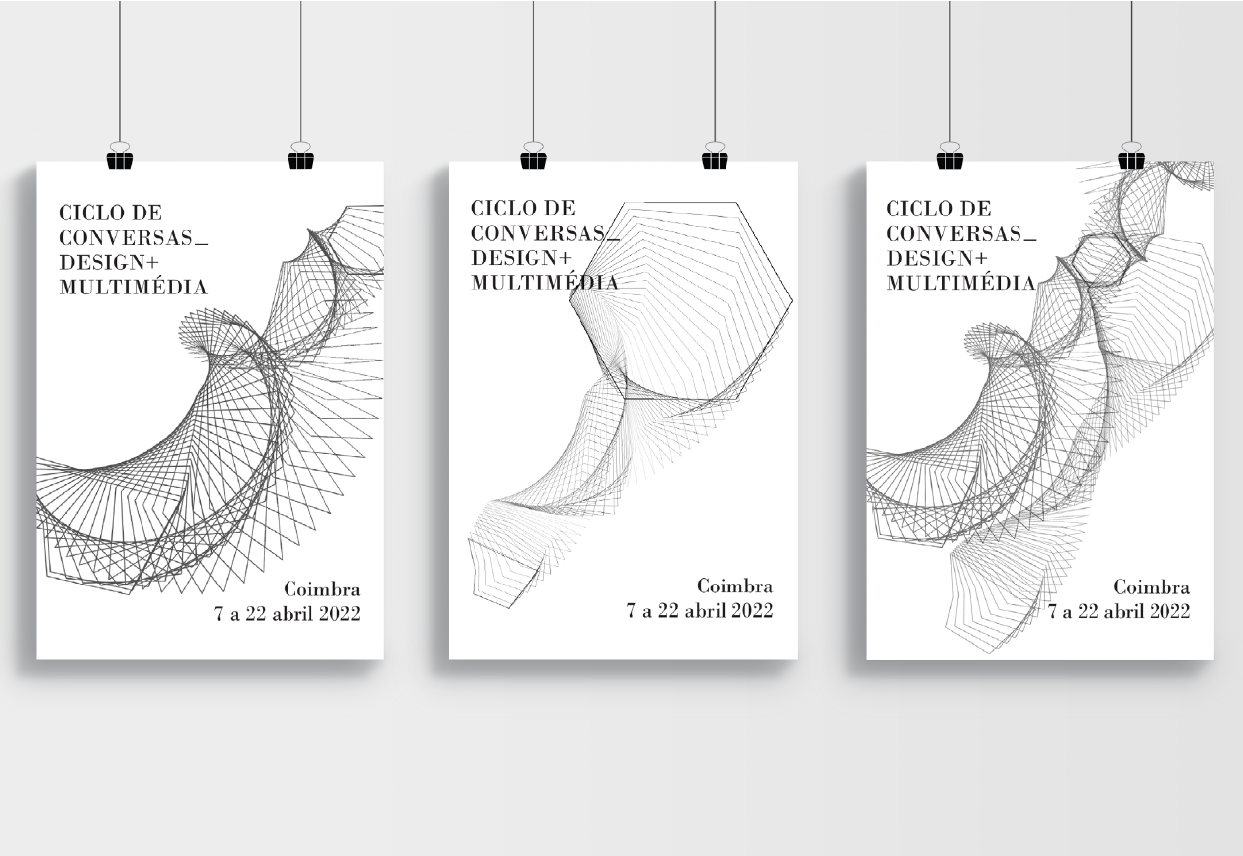 CICLO DE
CONVERSAS_
DESIGN+
MULTIMÉDIA
Coimbra
7 a 22 abril 2022
CICLO DE
CONVERSAS_
DESIGN+
MULTIMÉDIA
Coimbra
7 a 22 abril 2022
CICLO DE
CONVERSAS_
DESIGN+
MULTIMÉDIA
Coimbra
7 a 22 abril 2022